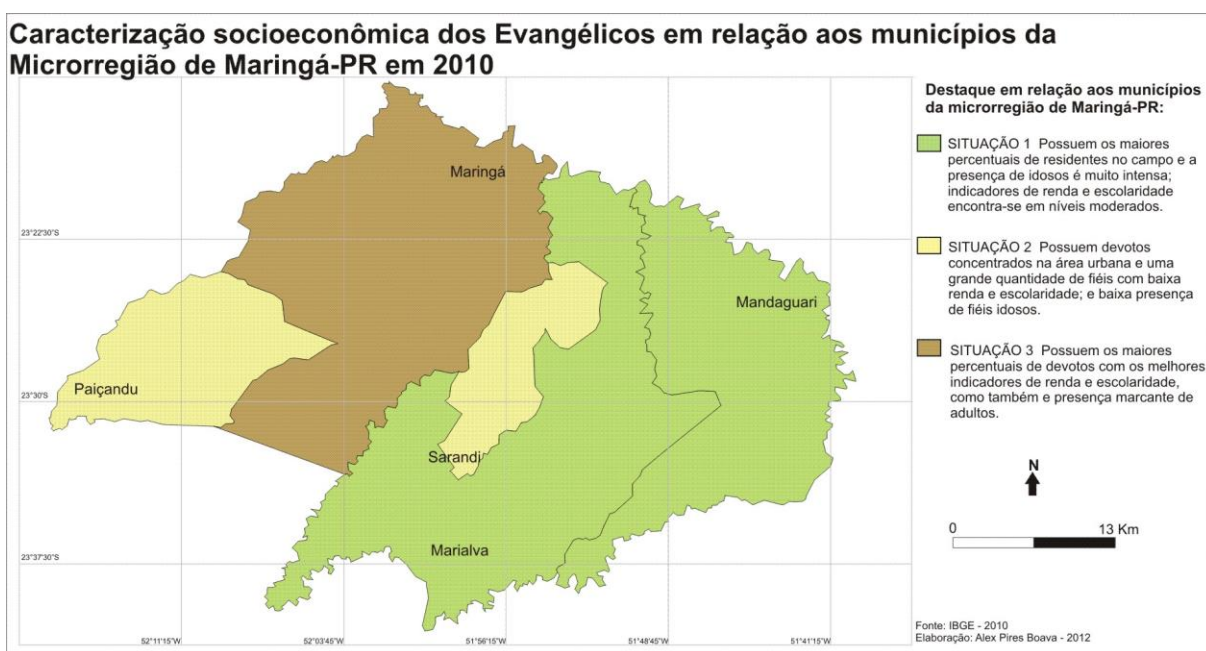 Caracterização socioeconômica dos Evangélicos em relação aos municípios da
Microrregião de Maringá-PR em 2010
Destaque em relação aos municípios
da microrregião de Maringá-PR:
SITUAÇÃO 1 Possuem os maiores
percentuais de residentes no campo e a
presença de idosos é muito intensa;
indicadores de renda e escolaridade
encontra-se em níveis moderados.
SITUAÇÃO 2 Possuem devotos
concentrados na área urbana e uma
grande quantidade de fiéis com baixa
renda e escolaridade; e baixa presença
de fiéis idosos.
SITUAÇÃO 3 Possuem os maiores
percentuais de devotos com os melhores
indicadores de renda e escolaridade,
como também e presença marcante de
adultos.
Maringá
23°22'30"S
Mandaguari
Paiçandu
23°30'S
Sarandi
Marialva
23°37'30"S
52°11'15"W
52°03'45"W
51°56'15"W
51°48'45"W
51°41'15"W
N
0
13 Km
Fonte: IBGE - 2010
Elaboração: Alex Pires Boava - 2012